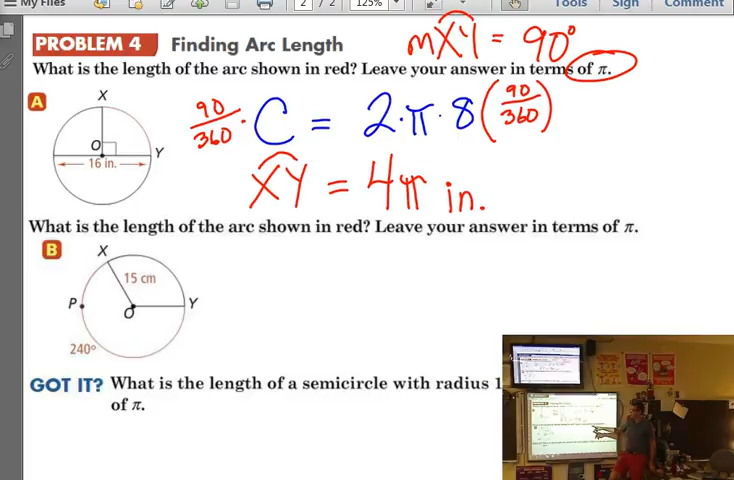 My Files
2 / 2
125%
Tools
Sign
Comment
PROBLEM 4 Finding Arc Length
mXY = 90°
What is the length of the arc shown in red? Leave your answer in terms of π.
A
X
O
Y
16 in.
90/360 · C = 2·π·8 (90/360)
XY = 4π in.
What is the length of the arc shown in red? Leave your answer in terms of π.
B
X
15 cm
P
O
Y
240°
GOT IT? What is the length of a semicircle with radius 1
of π.